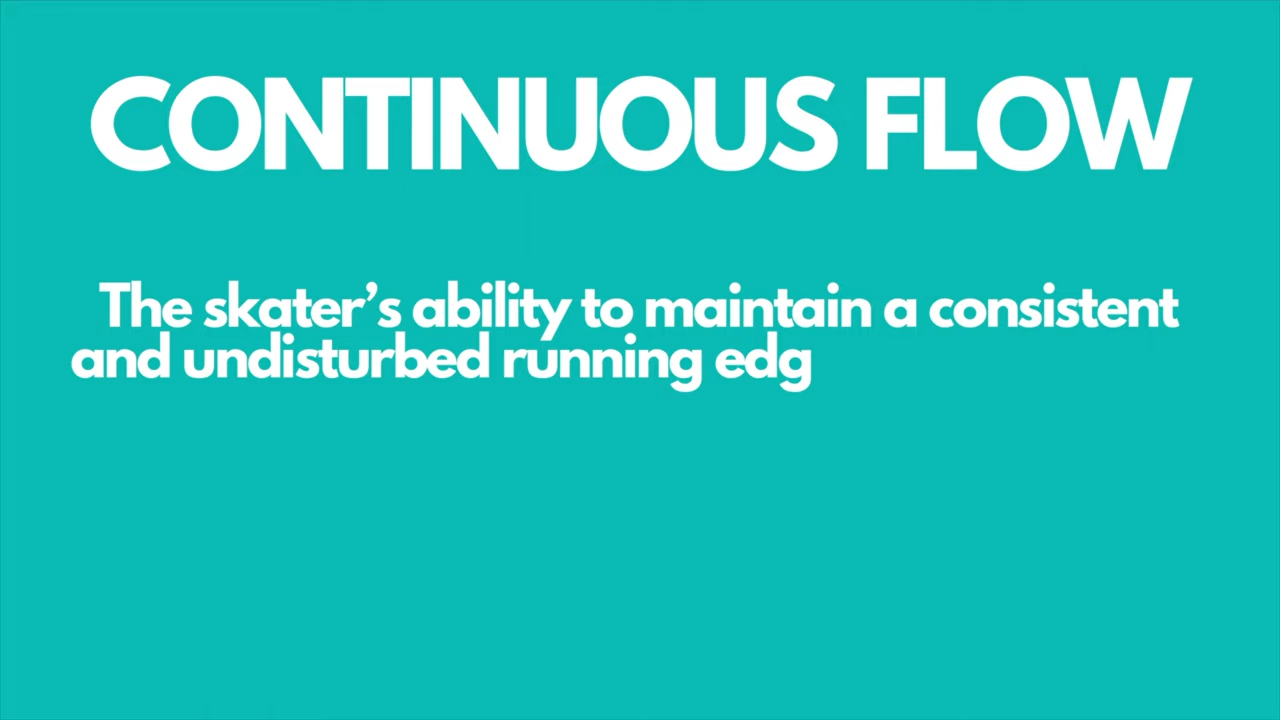 CONTINUOUS FLOW
The skater’s ability to maintain a consistent
and undisturbed running edg